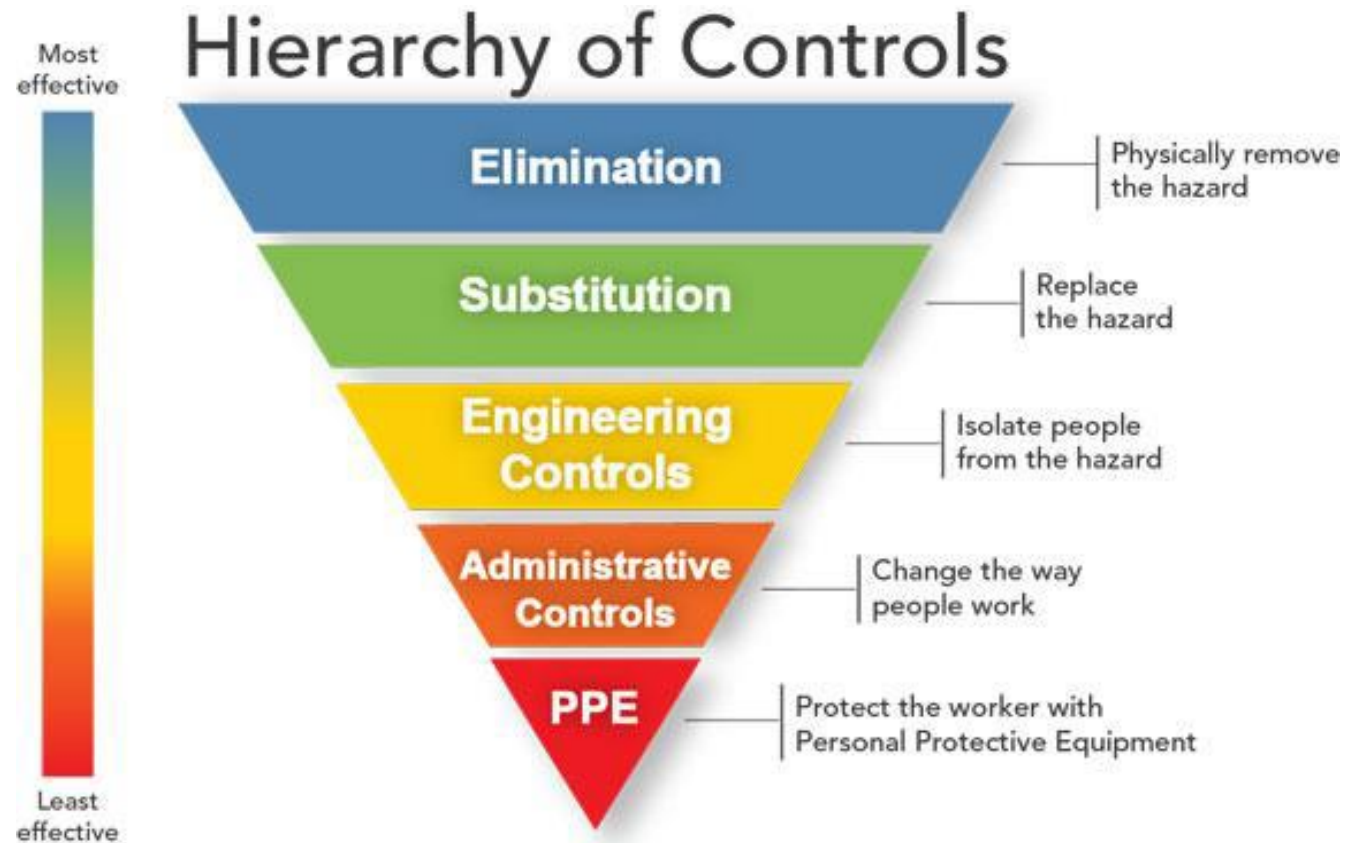 Hierarchy of Controls
Most
effective
Elimination
Physically remove
the hazard
Substitution
Replace
the hazard
Engineering
Controls
Isolate people
from the hazard
Administrative
Controls
Change the way
people work
PPE
Protect the worker with
Personal Protective Equipment
Least
effective